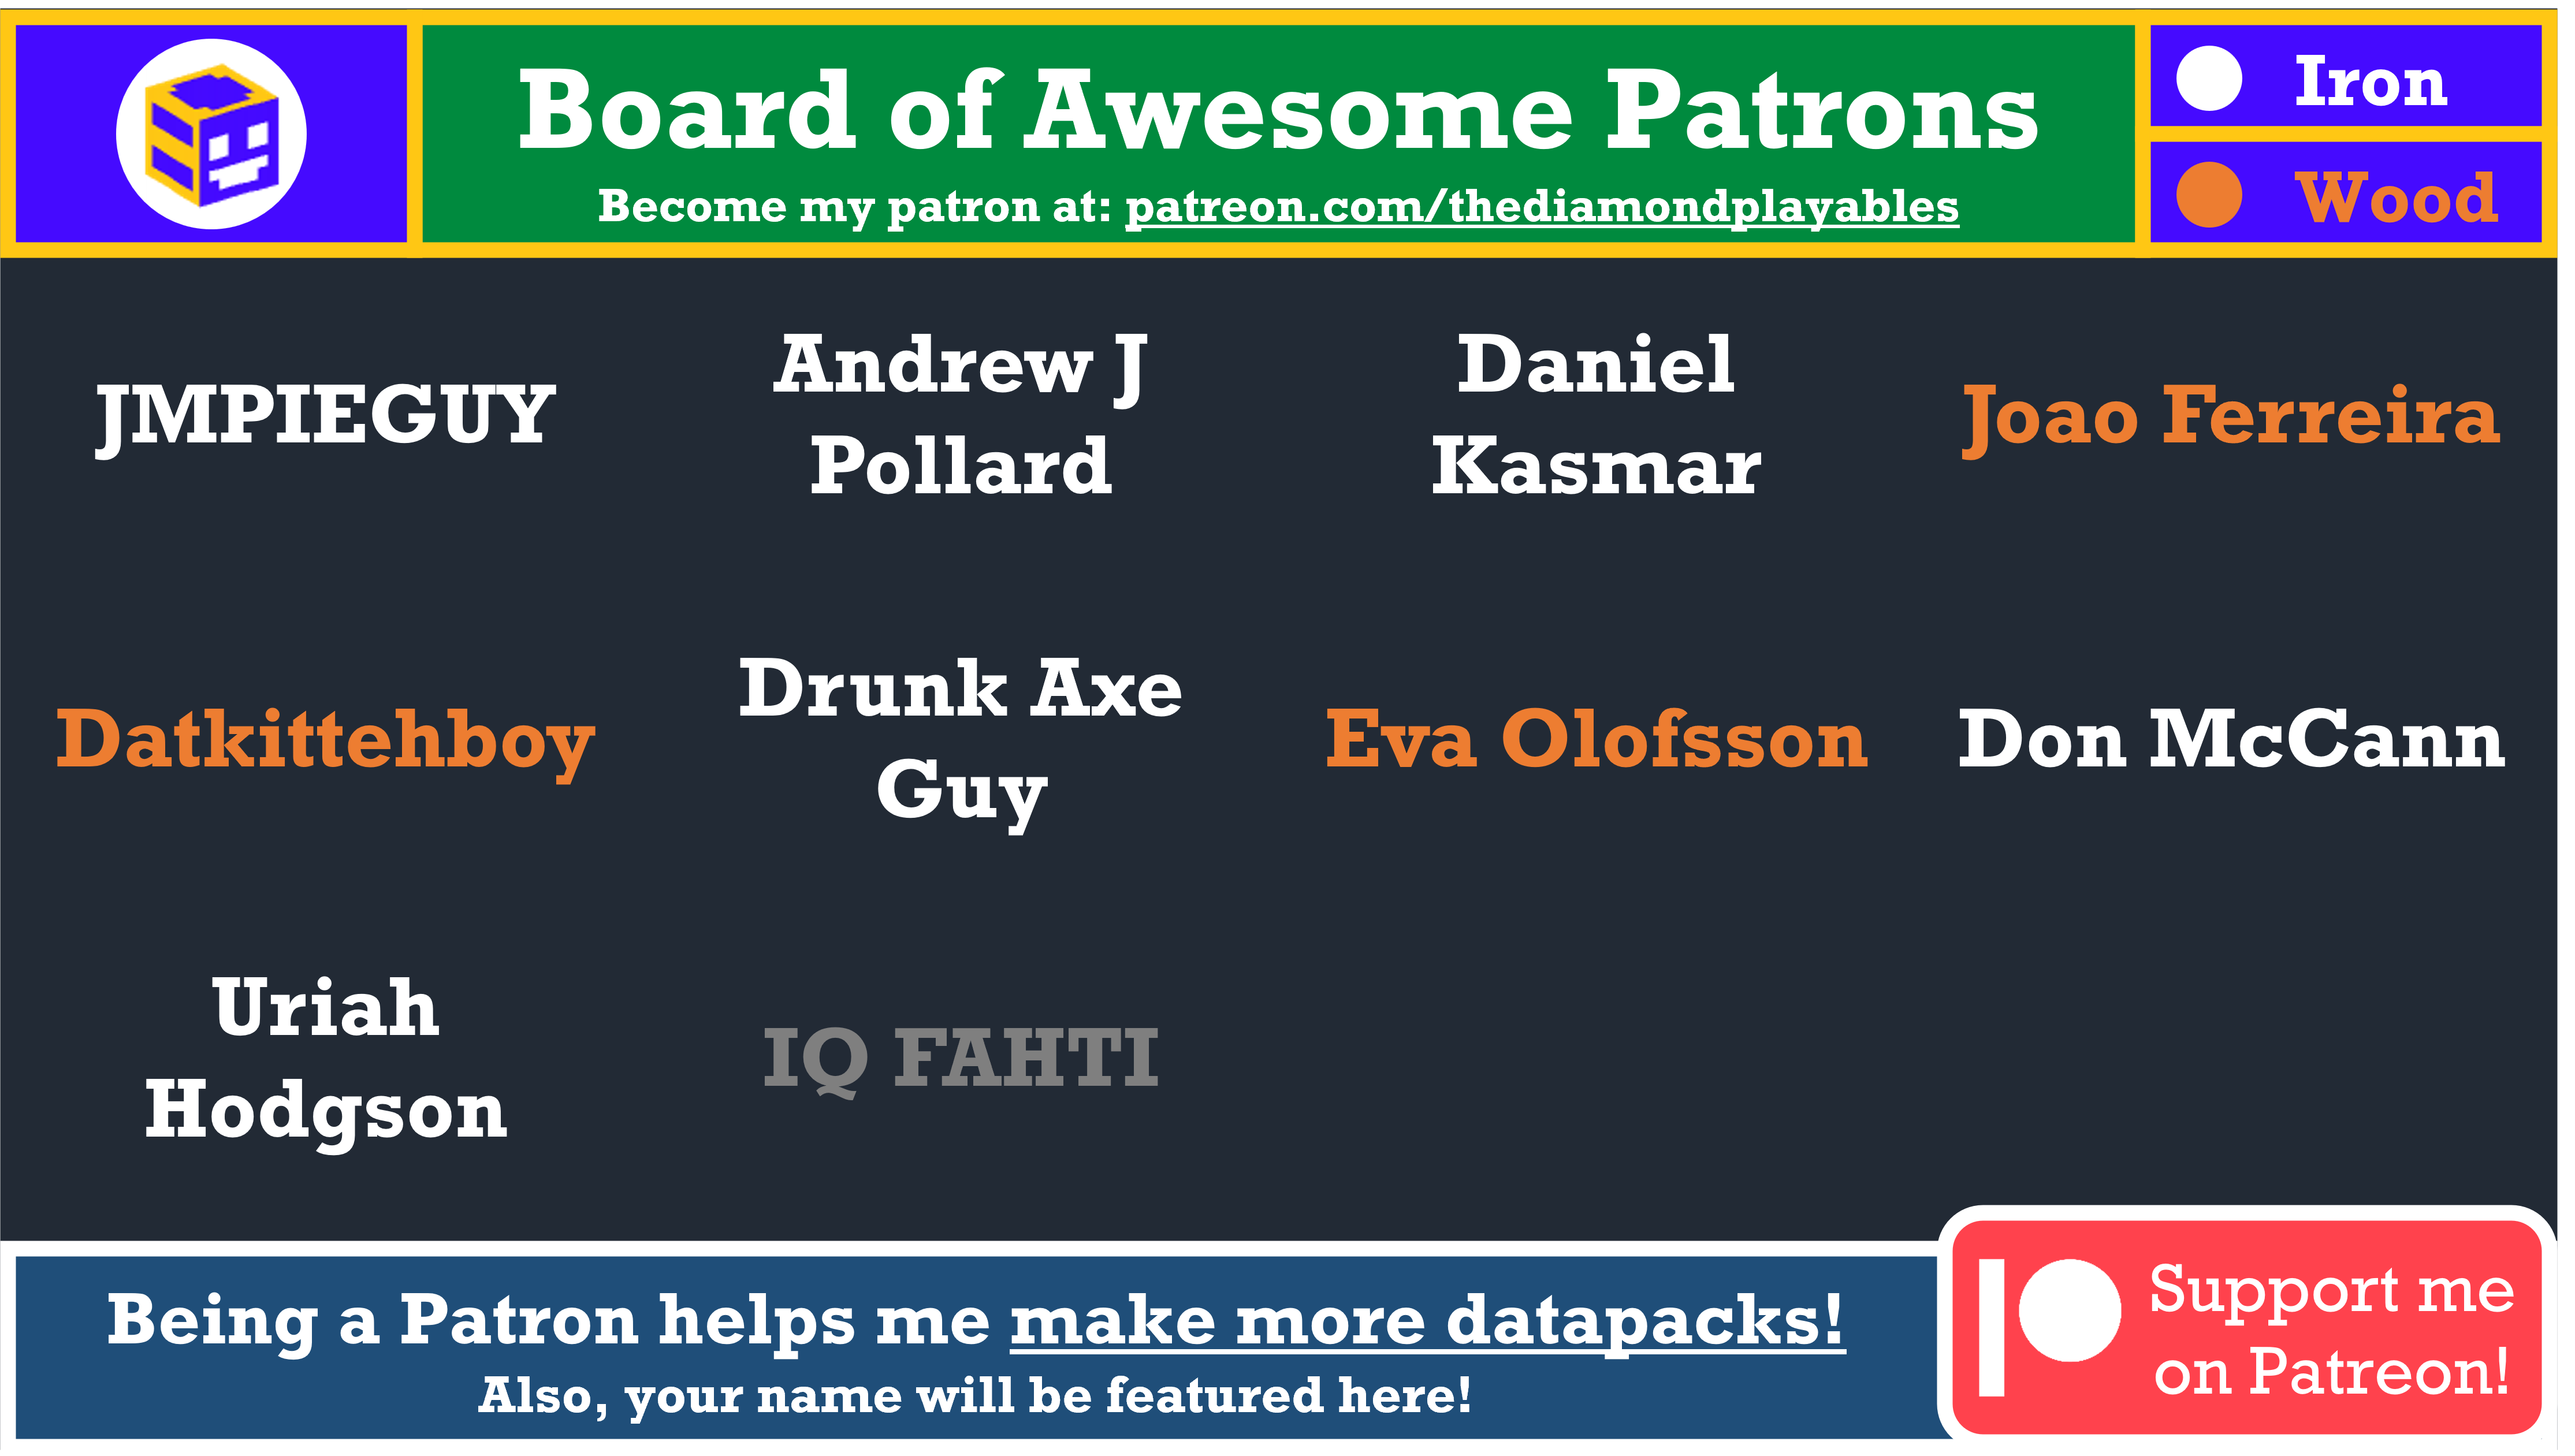 Board of Awesome Patrons
Become my patron at: patreon.com/thediamondplayables
Iron
Wood
JMPIEGUY
Andrew J
Pollard
Daniel
Kasmar
Joao Ferreira
Datkittehboy
Drunk Axe
Guy
Eva Olofsson
Don McCann
Uriah
Hodgson
IQ FAHTI
Being a Patron helps me make more datapacks!
Also, your name will be featured here!
Support me
on Patreon!